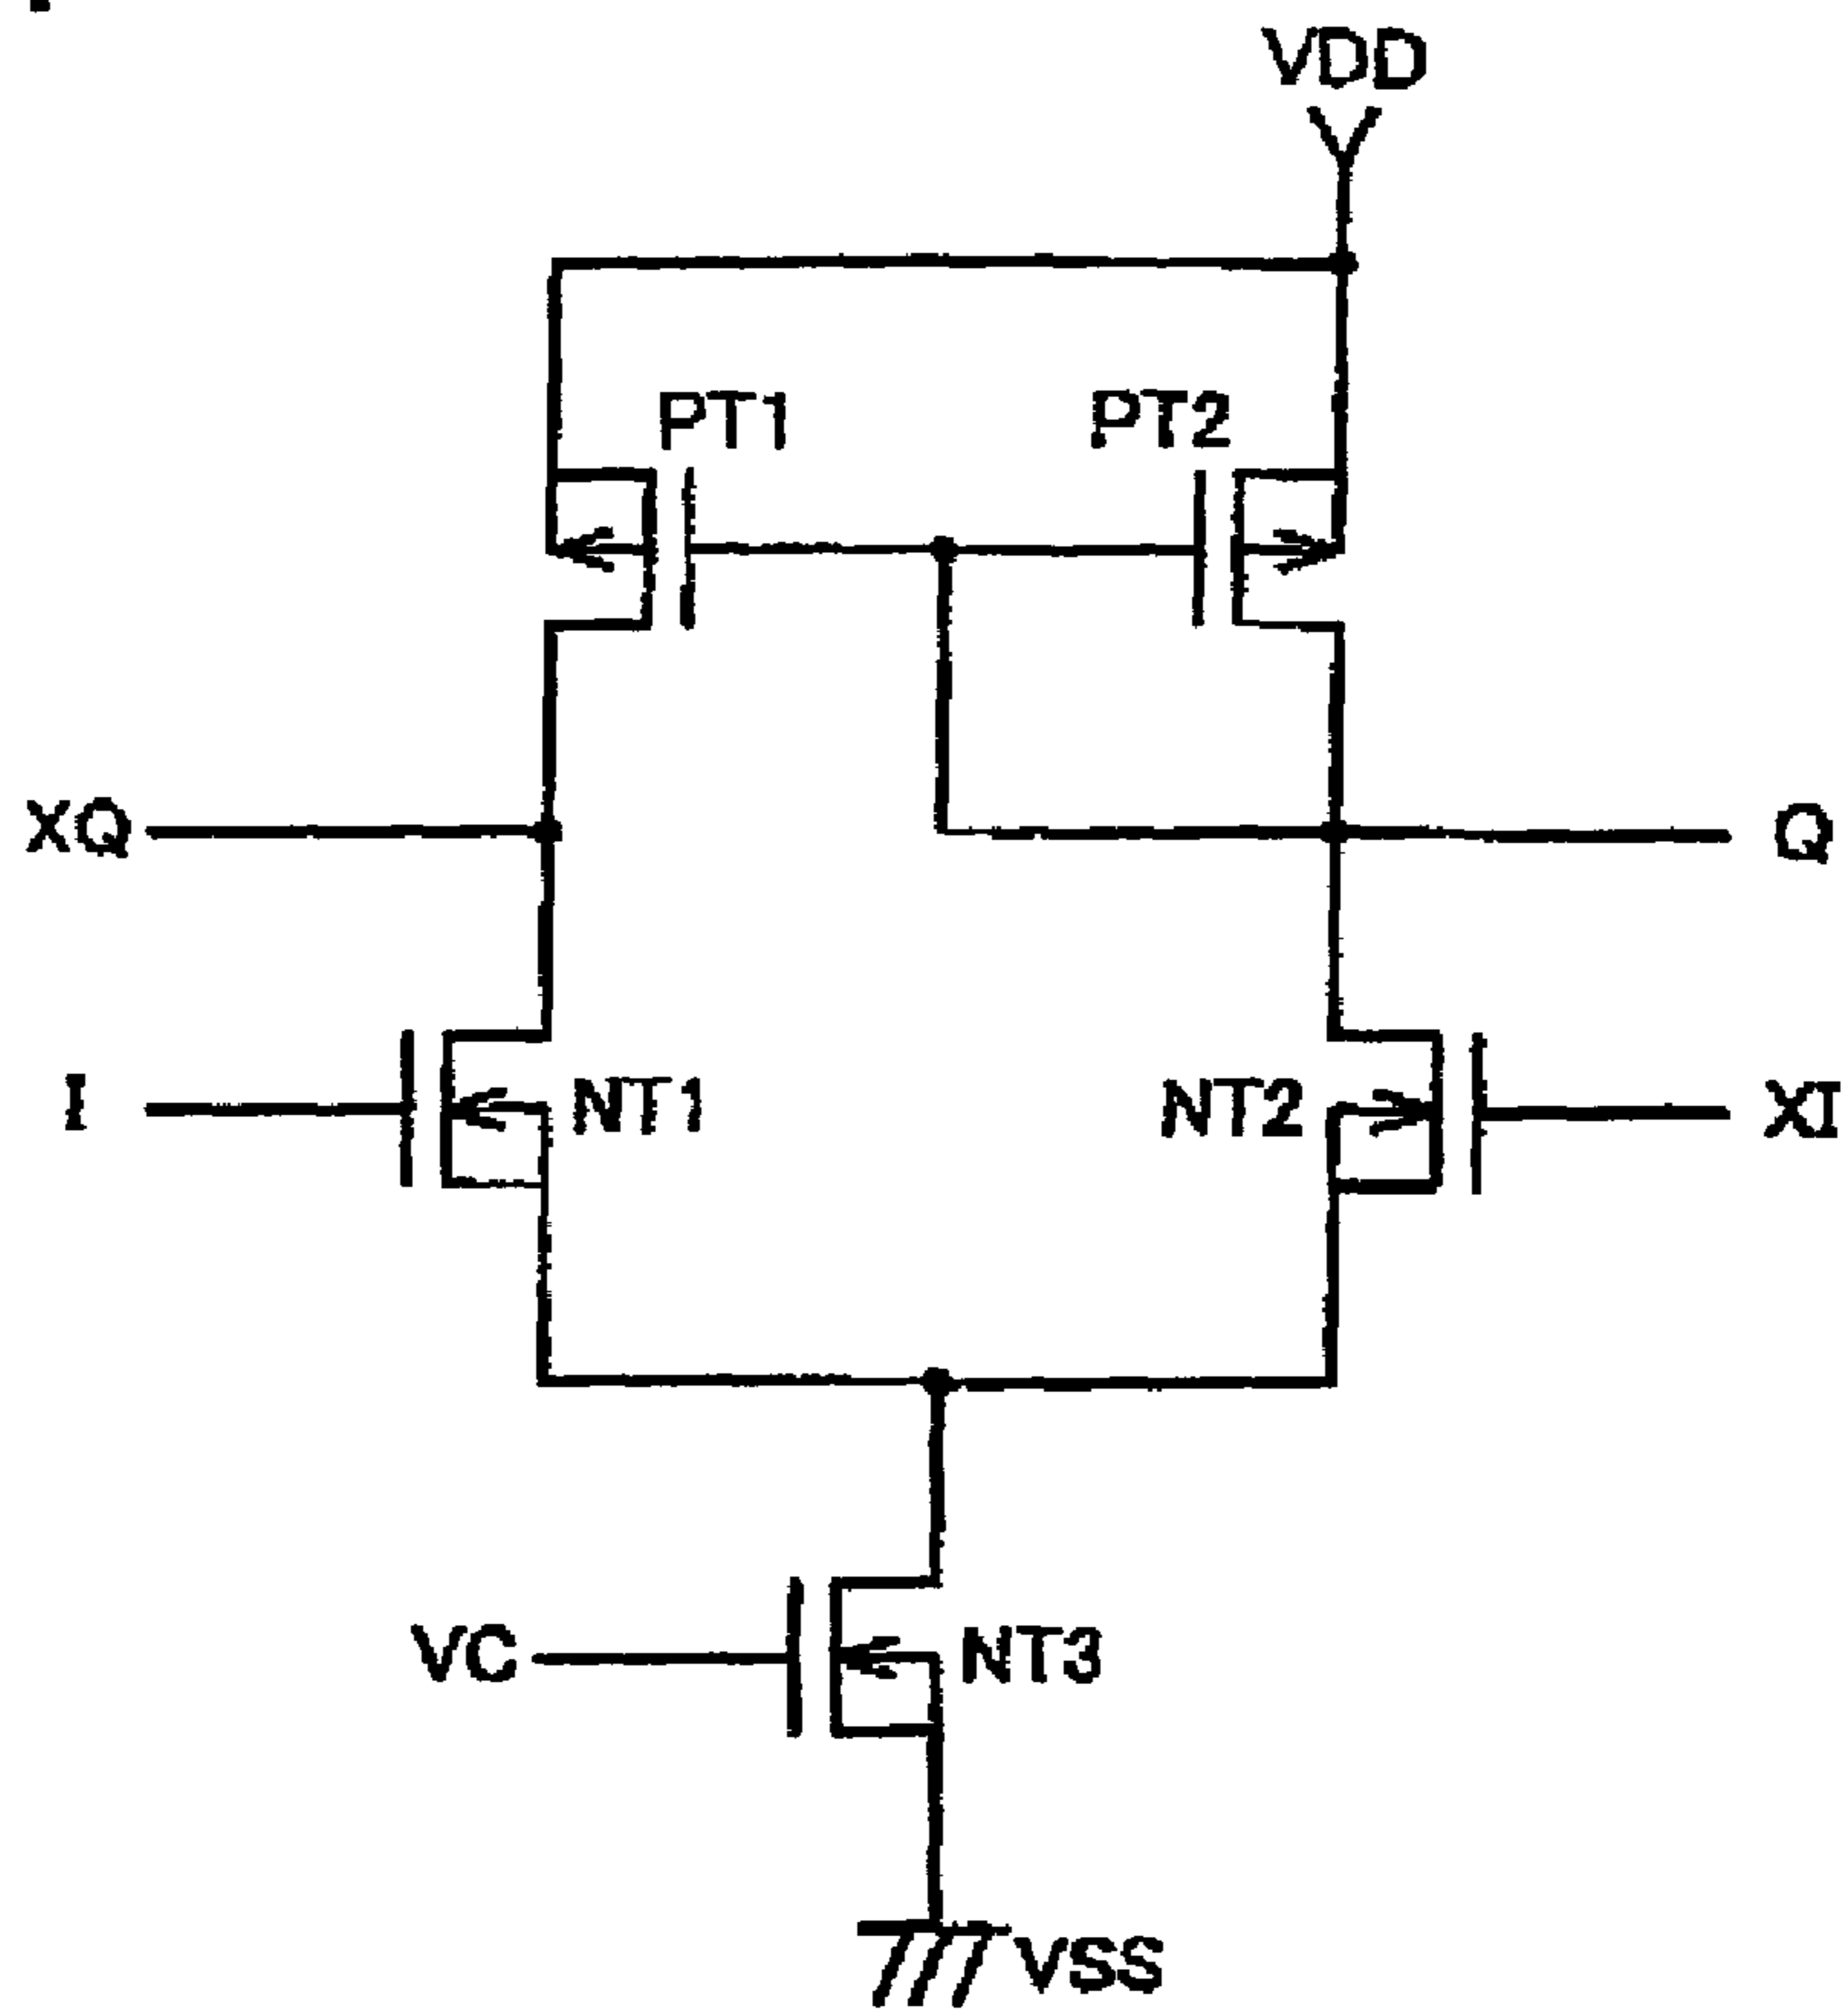 VDD
PT1
PT2
XQ
Q
I
NT1
NT2
XI
VC
NT3
VSS